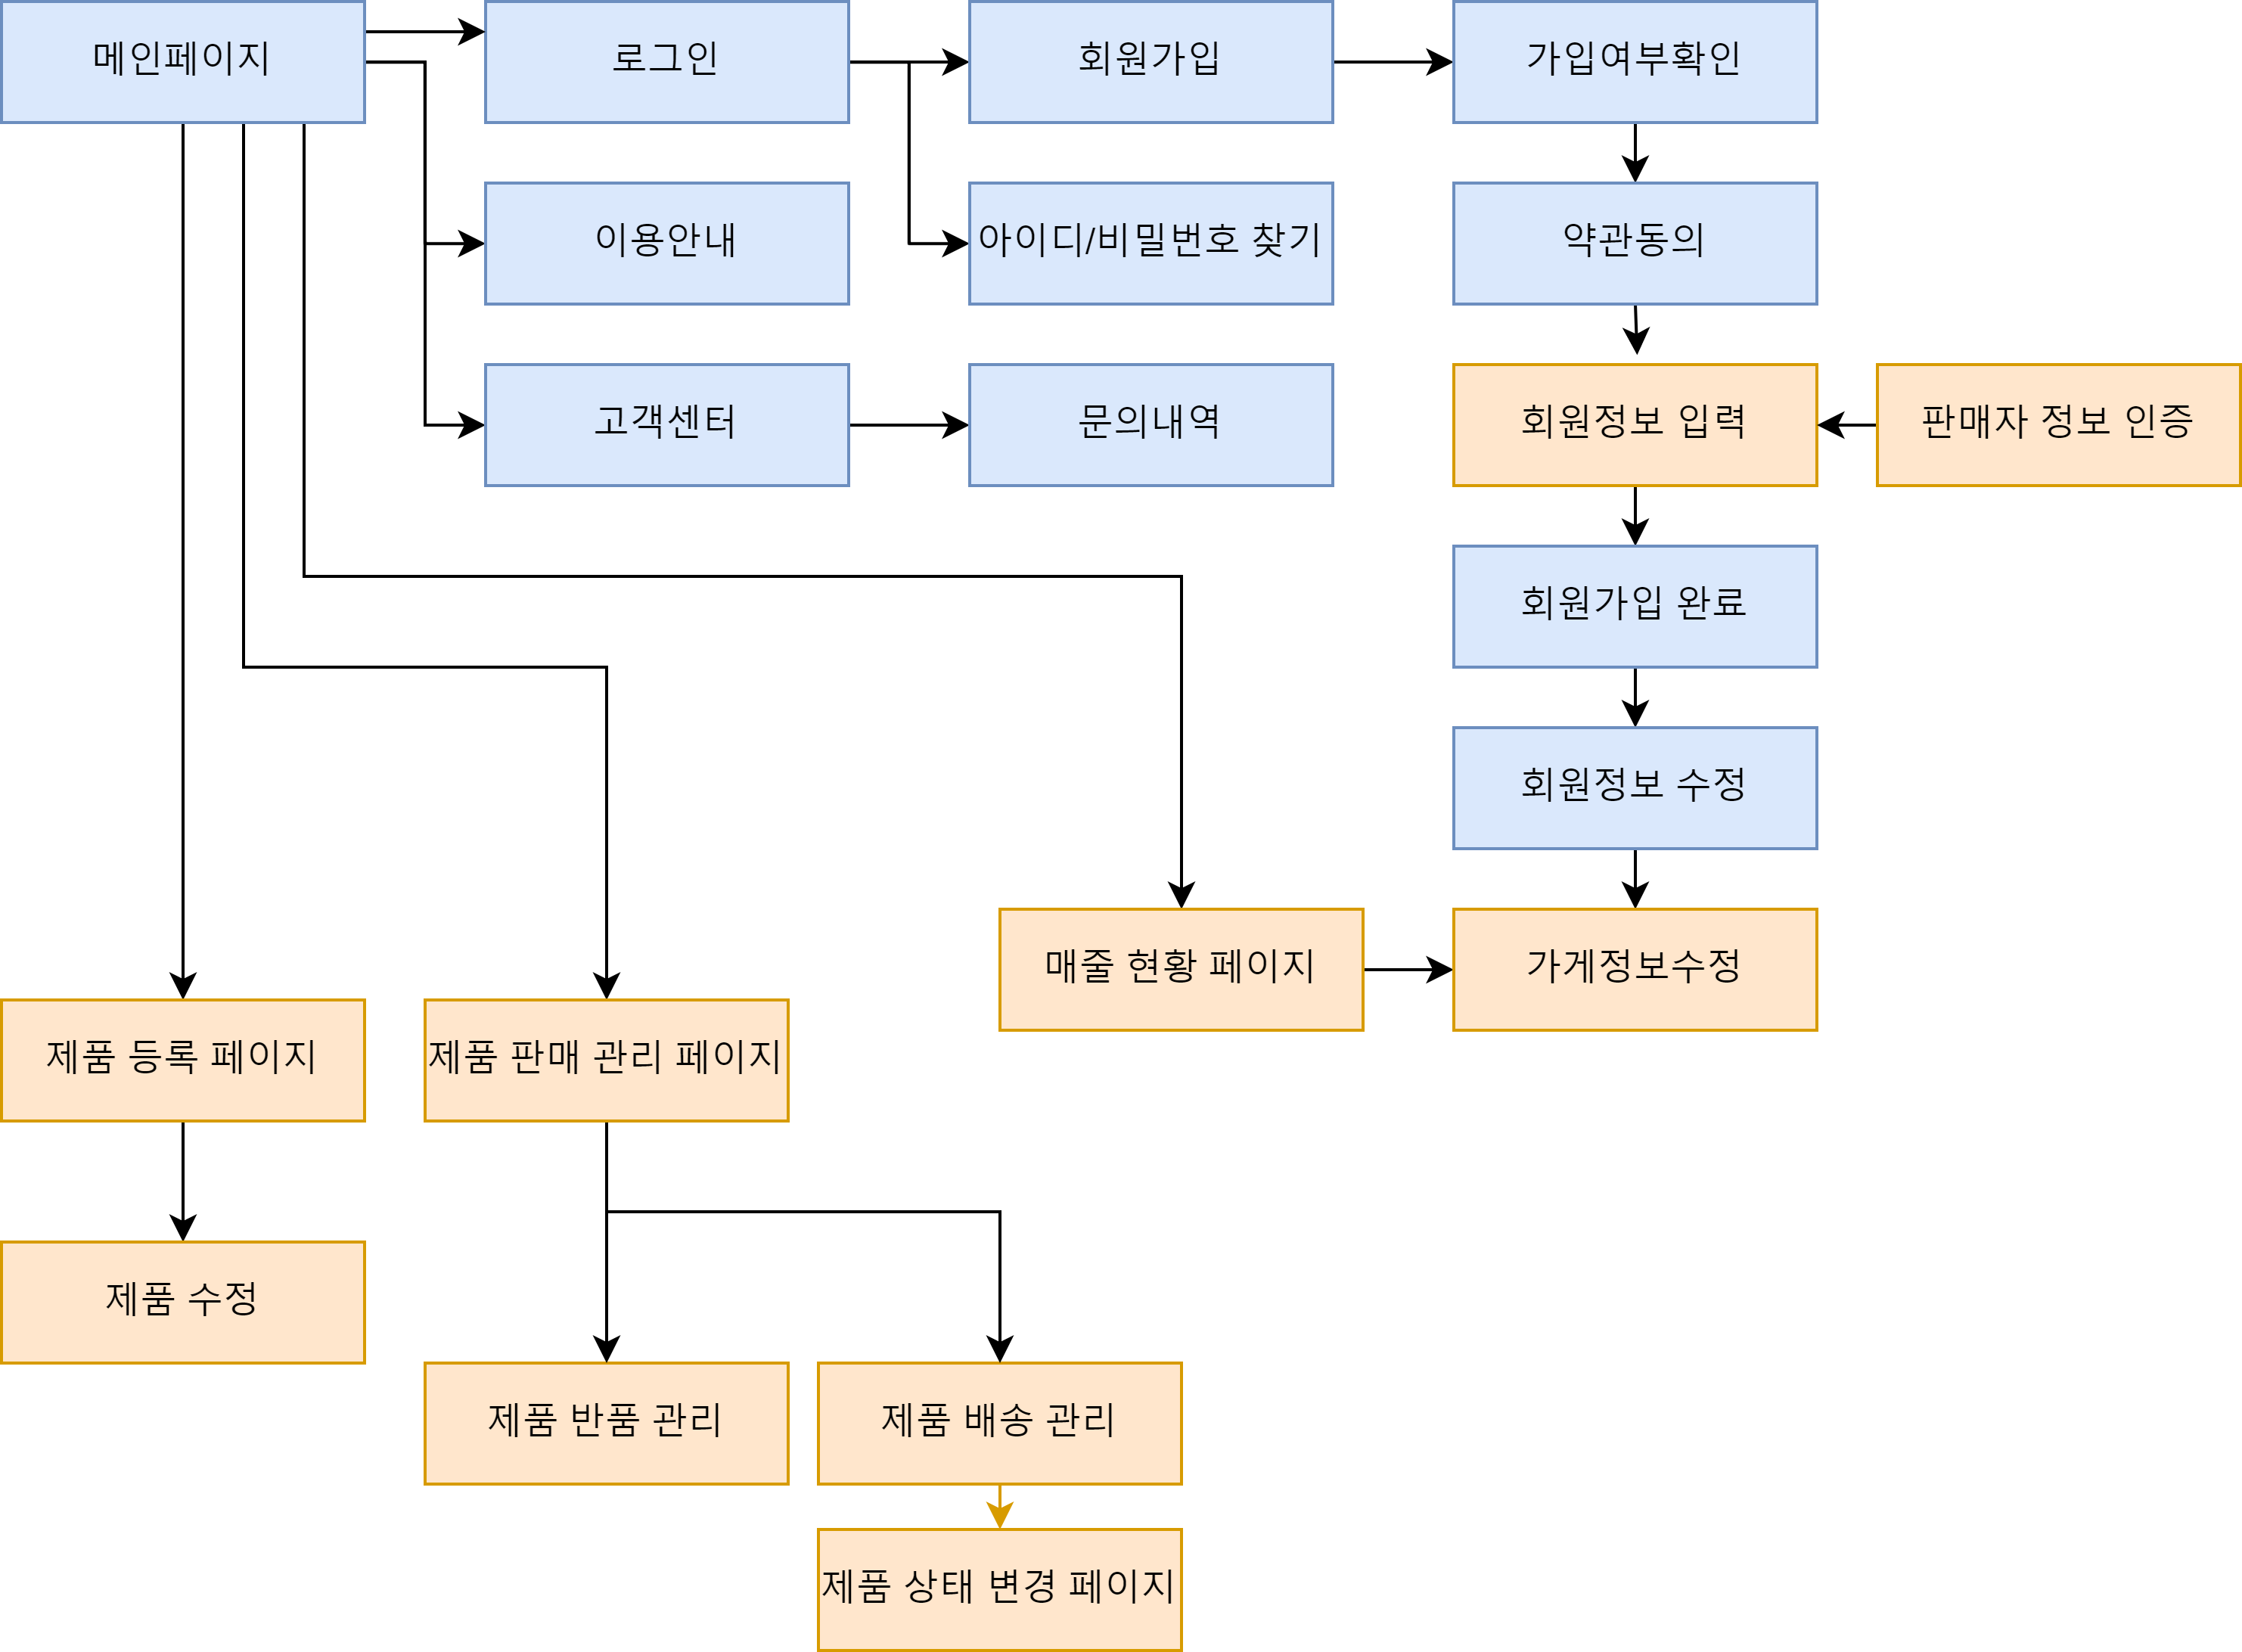 메인페이지
로그인
회원가입
가입여부확인
이용안내
아이디/비밀번호 찾기
약관동의
고객센터
문의내역
회원정보 입력
판매자 정보 인증
회원가입 완료
회원정보 수정
매줄 현황 페이지
가게정보수정
제품 등록 페이지
제품 판매 관리 페이지
제품 수정
제품 반품 관리
제품 배송 관리
제품 상태 변경 페이지